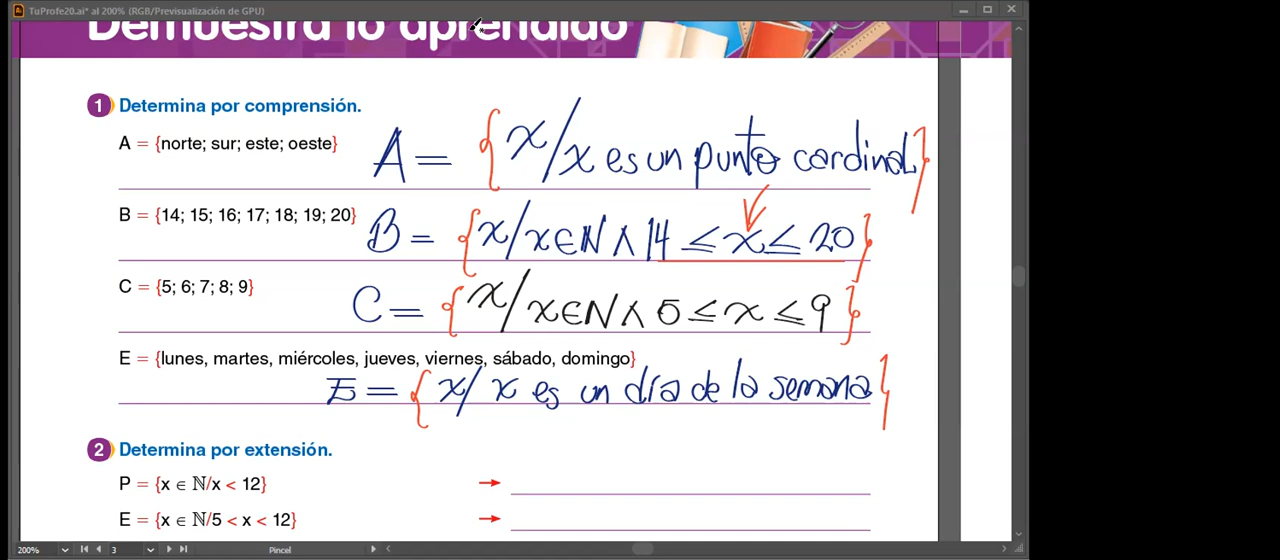 TuProfe20.ai* al 200% (RGB/Previsualización de GPU)
Demuestra lo aprendido
1 Determina por comprensión.
A = {norte; sur; este; oeste}
A = {x/x es un punto cardinal}
B = {14; 15; 16; 17; 18; 19; 20}
B = {x/x∈N ∧ 14 ≤ x ≤ 20}
C = {5; 6; 7; 8; 9}
C = {x/x∈N ∧ 5 ≤ x ≤ 9}
E = {lunes, martes, miércoles, jueves, viernes, sábado, domingo}
E = {x/x es un día de la semana}
2 Determina por extensión.
P = {x ∈ ℕ/x < 12} →
E = {x ∈ ℕ/5 < x < 12} →
200% 3 Pincel